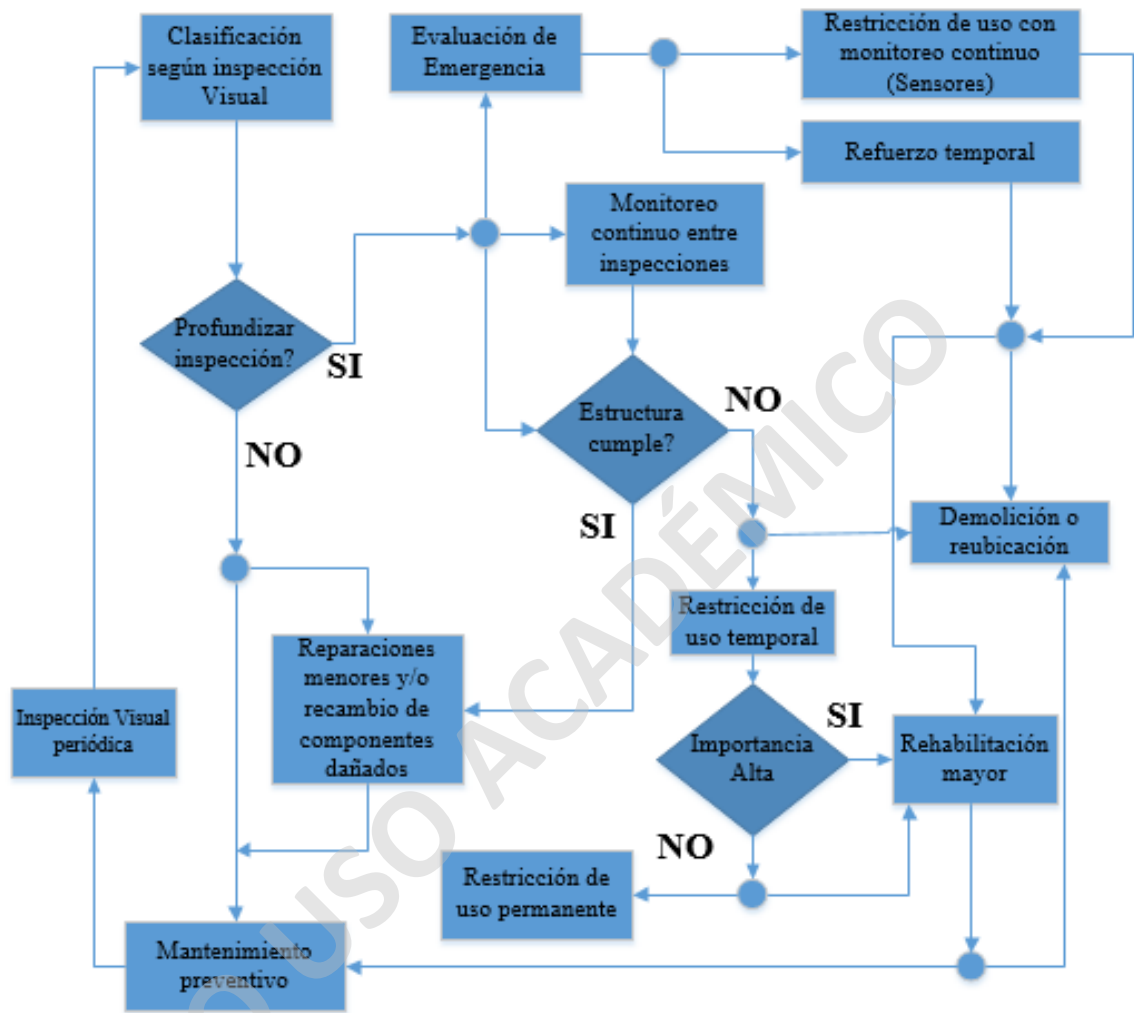 Clasificación
según inspección
Visual
Evaluación de
Emergencia
Restricción de uso con
monitoreo continuo
(Sensores)
Refuerzo temporal
Monitoreo
continuo entre
inspecciones
Profundizar
inspección?
SI
NO
Estructura
cumple?
NO
SI
Demolición o
reubicación
Restricción de
uso temporal
Reparaciones
menores y/o
recambio de
componentes
dañados
Inspección Visual
periódica
Importancia
Alta
SI
NO
Rehabilitación
mayor
Restricción de
uso permanente
Mantenimiento
preventivo
O USO ACADÉMICO